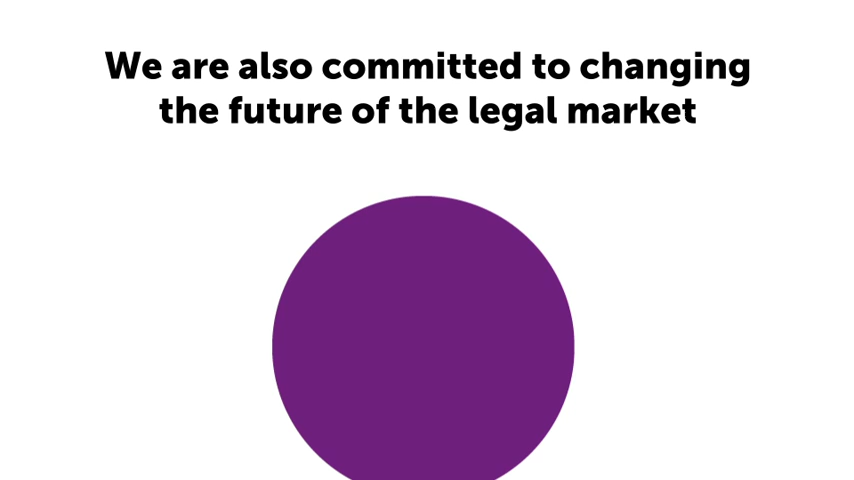 We are also committed to changing
the future of the legal market